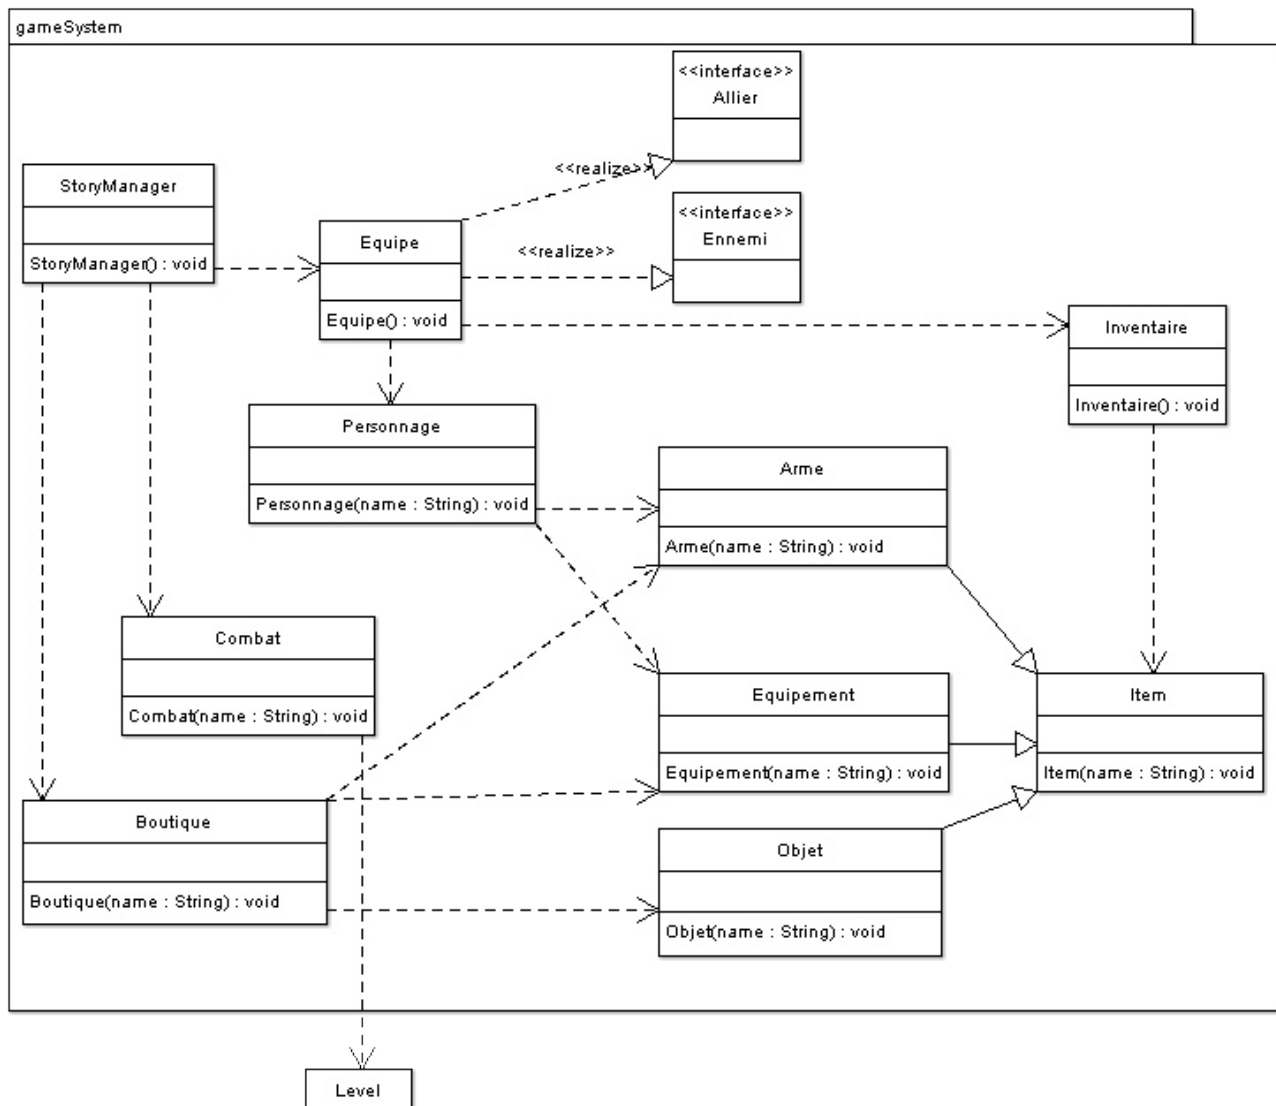 gameSystem
<<interface>>
Allier
<<realize>>
StoryManager
StoryManager() : void
<<interface>>
Ennemi
<<realize>>
Equipe
Equipe() : void
Inventaire
Inventaire() : void
Personnage
Personnage(name : String) : void
Arme
Arme(name : String) : void
Combat
Combat(name : String) : void
Equipement
Equipement(name : String) : void
Item
Item(name : String) : void
Boutique
Boutique(name : String) : void
Objet
Objet(name : String) : void
Level